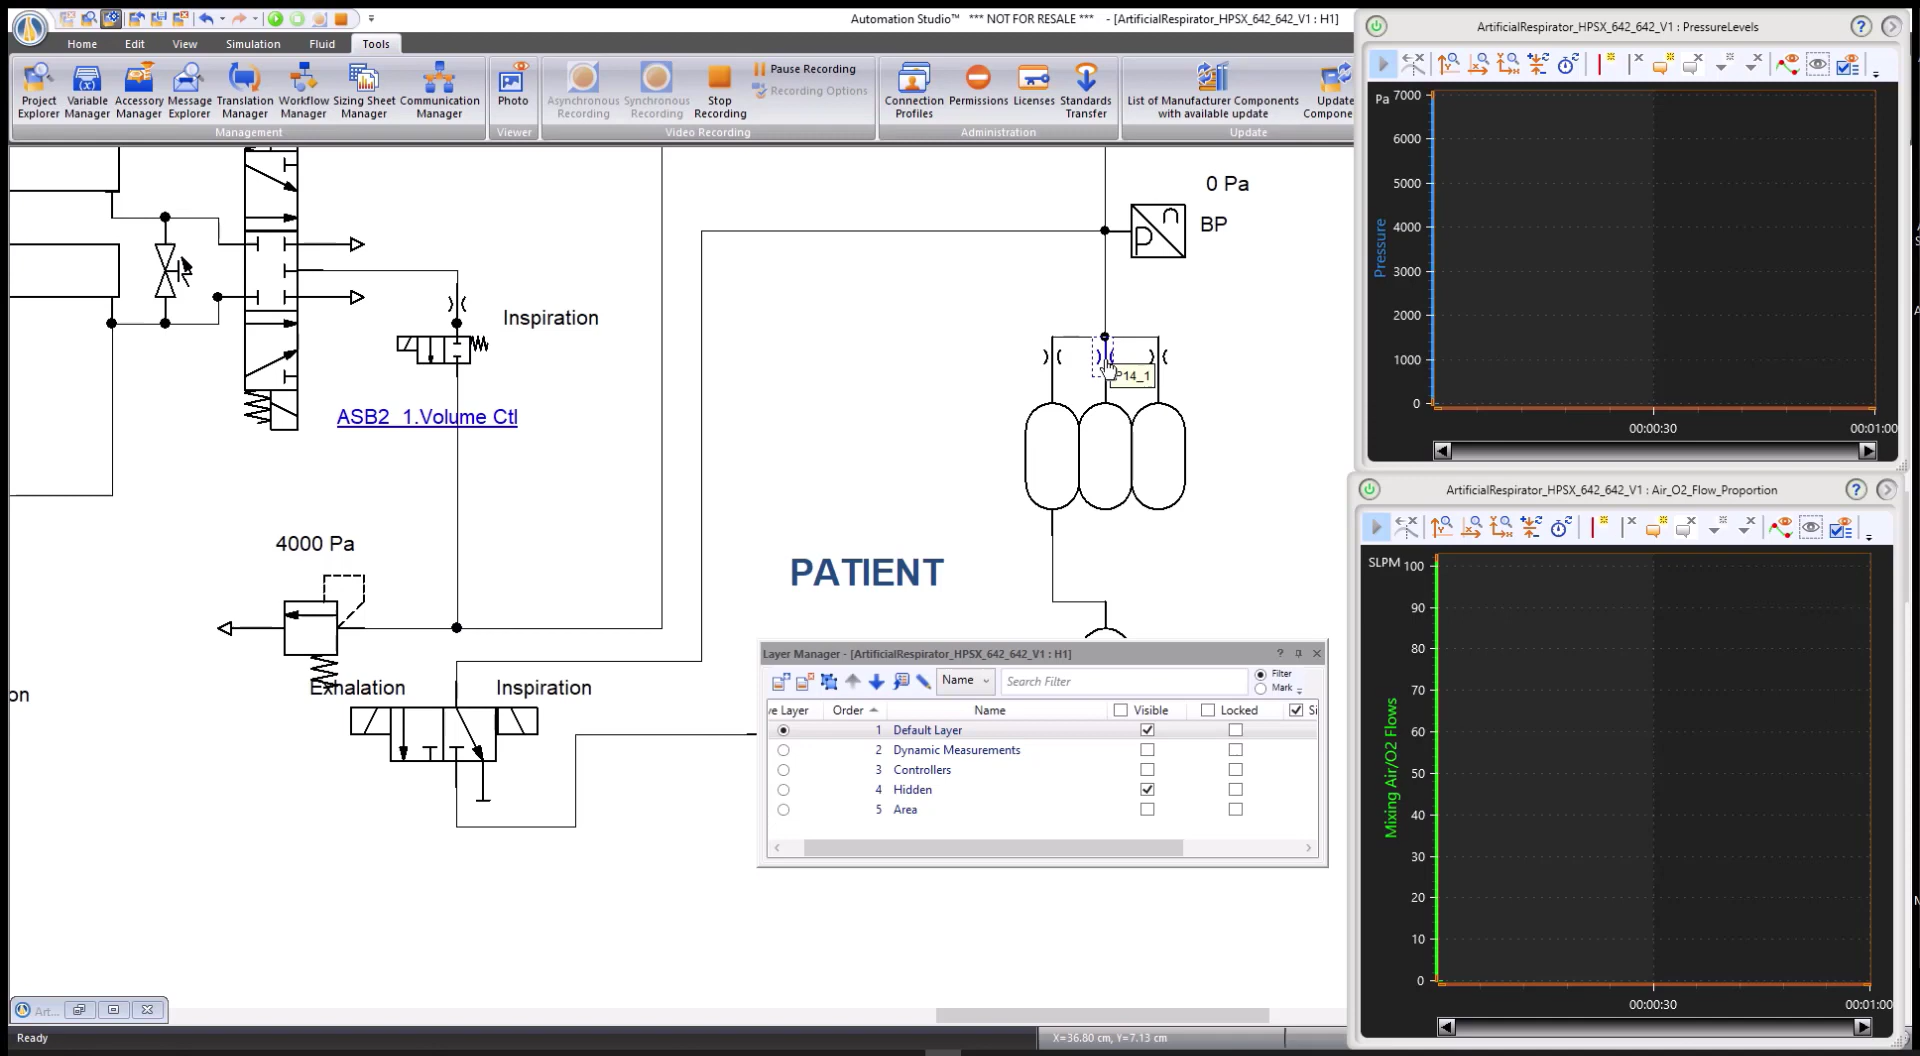 Automation Studio™ *** NOT FOR RESALE *** - [ArtificialRespirator_HPSX_642_642_V1 : H1]
Home Edit View Simulation Fluid Tools
Project Explorer
Variable Manager
Accessory Manager
Message Explorer
Translation Manager
Workflow Manager
Sizing Sheet Manager
Communication Manager
Management
Photo
Viewer
Asynchronous Recording
Synchronous Recording
Stop Recording
Pause Recording
Recording Options
Video Recording
Connection Profiles
Permissions
Licenses
Standards Transfer
Administration
List of Manufacturer Components with available update
Update Compone
Update
0 Pa
P
BP
Inspiration
P14_1
ASB2 1.Volume Ctl
4000 Pa
PATIENT
on
Exhalation
Inspiration
Layer Manager - [ArtificialRespirator_HPSX_642_642_V1 : H1]
Name
Search Filter
Filter
Mark
ve Layer Order Name Visible Locked Si
1 Default Layer
2 Dynamic Measurements
3 Controllers
4 Hidden
5 Area
Art...
Ready
X=36.80 cm, Y=7.13 cm
ArtificialRespirator_HPSX_642_642_V1 : PressureLevels
Pa
7000
6000
5000
4000
3000
2000
1000
0
Pressure
00:00:30
00:01:00
ArtificialRespirator_HPSX_642_642_V1 : Air_O2_Flow_Proportion
SLPM
100
90
80
70
60
50
40
30
20
10
0
Mixing Air/O2 Flows
00:00:30
00:01:00